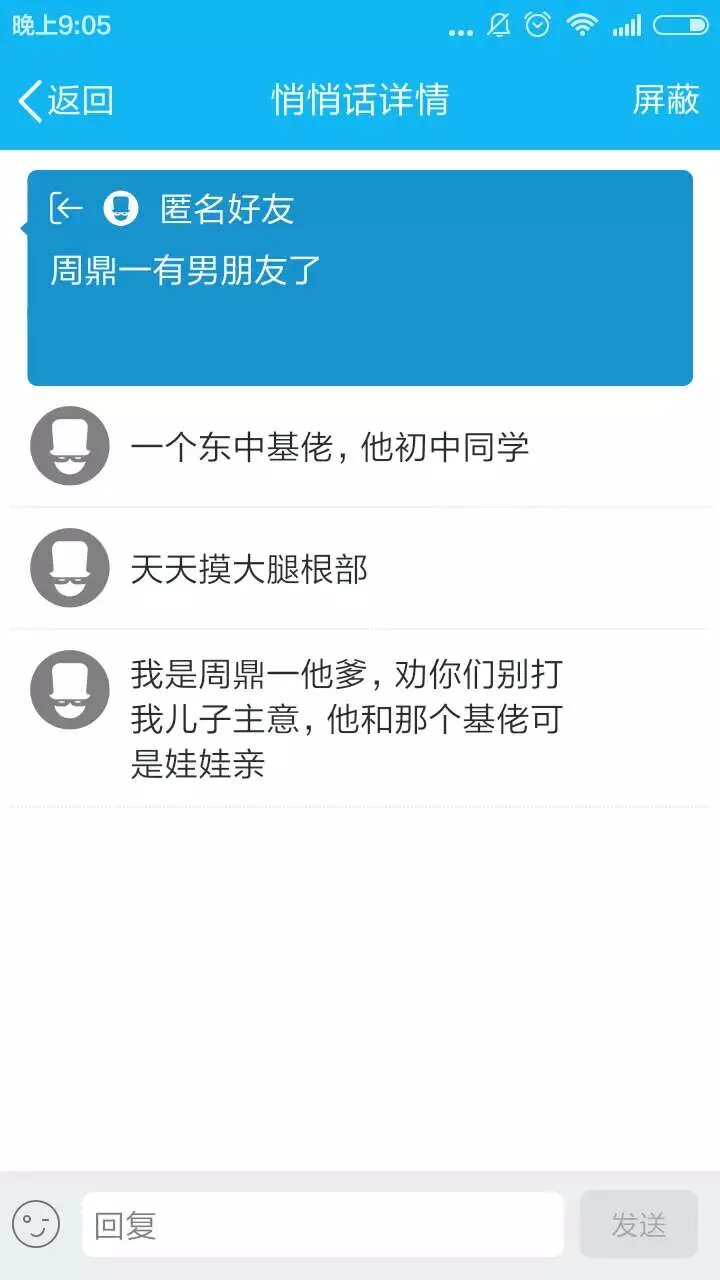 晚上9:05
返回
悄悄话详情
屏蔽
匿名好友
周鼎一有男朋友了
一个东中基佬，他初中同学
天天摸大腿根部
我是周鼎一他爹，劝你们别打
我儿子主意，他和那个基佬可
是娃娃亲
回复
发送